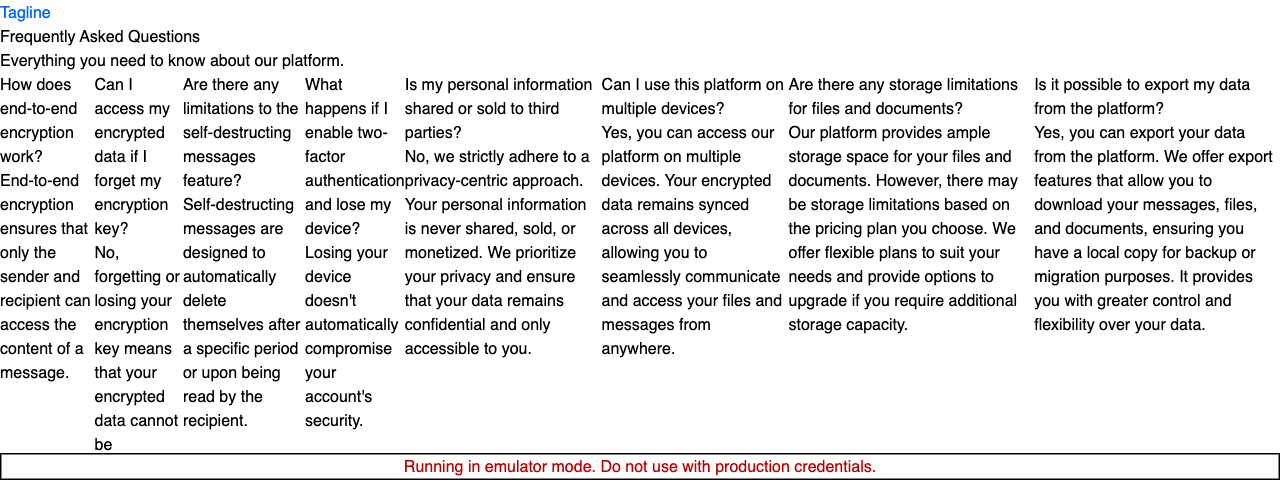 Tagline
Frequently Asked Questions
Everything you need to know about our platform.
How does
end-to-end
encryption
work?
End-to-end
encryption
ensures that
only the
sender and
recipient can
access the
content of a
message.
Can I
access my
encrypted
data if I
forget my
encryption
key?
No,
forgetting or
losing your
encryption
key means
that your
encrypted
data cannot
be
Are there any
limitations to the
self-destructing
messages
feature?
Self-destructing
messages are
designed to
automatically
delete
themselves after
a specific period
or upon being
read by the
recipient.
What
happens if I
enable two-
factor
authentication
and lose my
device?
Losing your
device
doesn't
automatically
compromise
your
account's
security.
Is my personal information
shared or sold to third
parties?
No, we strictly adhere to a
privacy-centric approach.
Your personal information
is never shared, sold, or
monetized. We prioritize
your privacy and ensure
that your data remains
confidential and only
accessible to you.
Can I use this platform on
multiple devices?
Yes, you can access our
platform on multiple
devices. Your encrypted
data remains synced
across all devices,
allowing you to
seamlessly communicate
and access your files and
messages from
anywhere.
Are there any storage limitations
for files and documents?
Our platform provides ample
storage space for your files and
documents. However, there may
be storage limitations based on
the pricing plan you choose. We
offer flexible plans to suit your
needs and provide options to
upgrade if you require additional
storage capacity.
Is it possible to export my data
from the platform?
Yes, you can export your data
from the platform. We offer export
features that allow you to
download your messages, files,
and documents, ensuring you
have a local copy for backup or
migration purposes. It provides
you with greater control and
flexibility over your data.
Running in emulator mode. Do not use with production credentials.